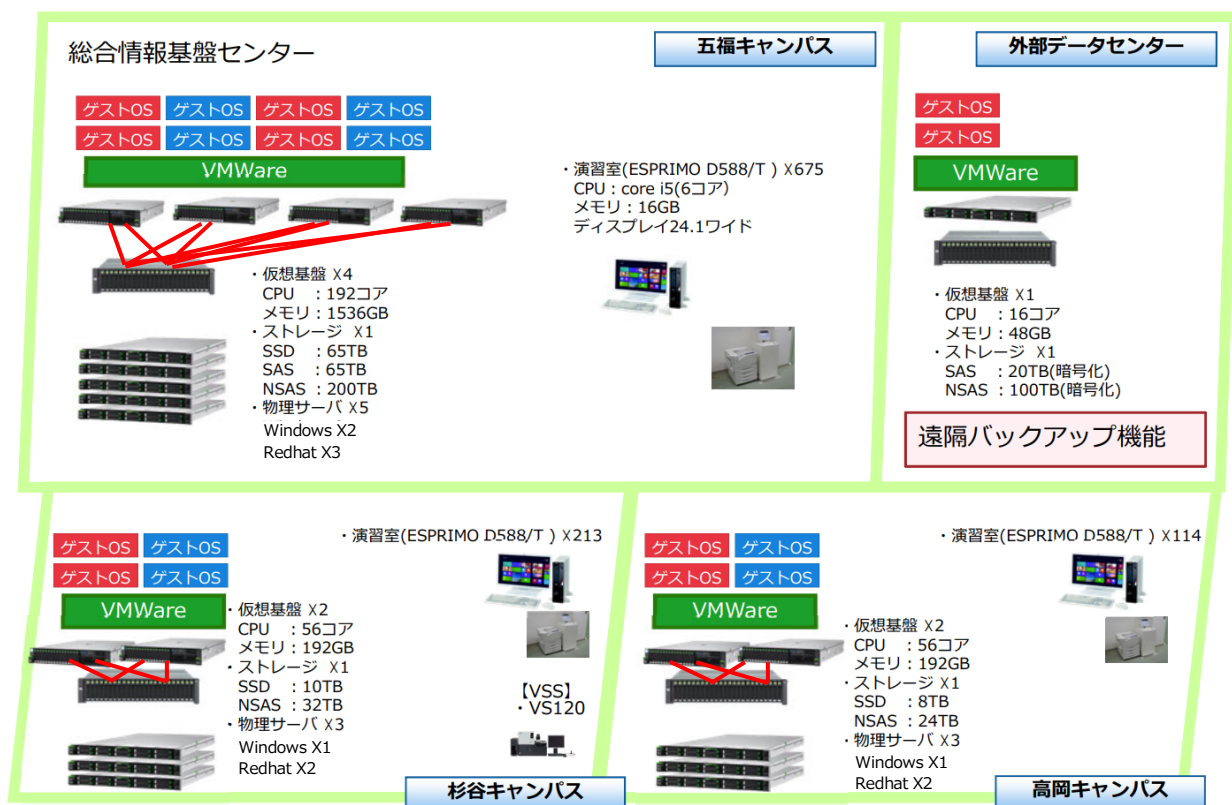 総合情報基盤センター
五福キャンパス
ゲストOS ゲストOS ゲストOS ゲストOS
ゲストOS ゲストOS ゲストOS ゲストOS
VMWare
・仮想基盤 X4
CPU :192コア
メモリ:1536GB
・ストレージ X1
SSD :65TB
SAS :65TB
NSAS :200TB
・物理サーバ X5
Windows X2
Redhat X3
・演習室(ESPRIMO D588/T ) X675
CPU:core i5(6コア)
メモリ:16GB
ディスプレイ24.1ワイド
外部データセンター
ゲストOS
ゲストOS
VMWare
・仮想基盤 X1
CPU :16コア
メモリ:48GB
・ストレージ X1
SAS :20TB(暗号化)
NSAS :100TB(暗号化)
遠隔バックアップ機能
ゲストOS ゲストOS
ゲストOS ゲストOS
VMWare
・仮想基盤 X2
CPU :56コア
メモリ:192GB
・ストレージ X1
SSD :10TB
NSAS:32TB
・物理サーバ X3
Windows X1
Redhat X2
・演習室(ESPRIMO D588/T ) X213
【VSS】
・VS120
杉谷キャンパス
ゲストOS ゲストOS
ゲストOS ゲストOS
VMWare
・仮想基盤 X2
CPU :56コア
メモリ:192GB
・ストレージ X1
SSD :8TB
NSAS:24TB
・物理サーバ X3
Windows X1
Redhat X2
・演習室(ESPRIMO D588/T ) X114
高岡キャンパス